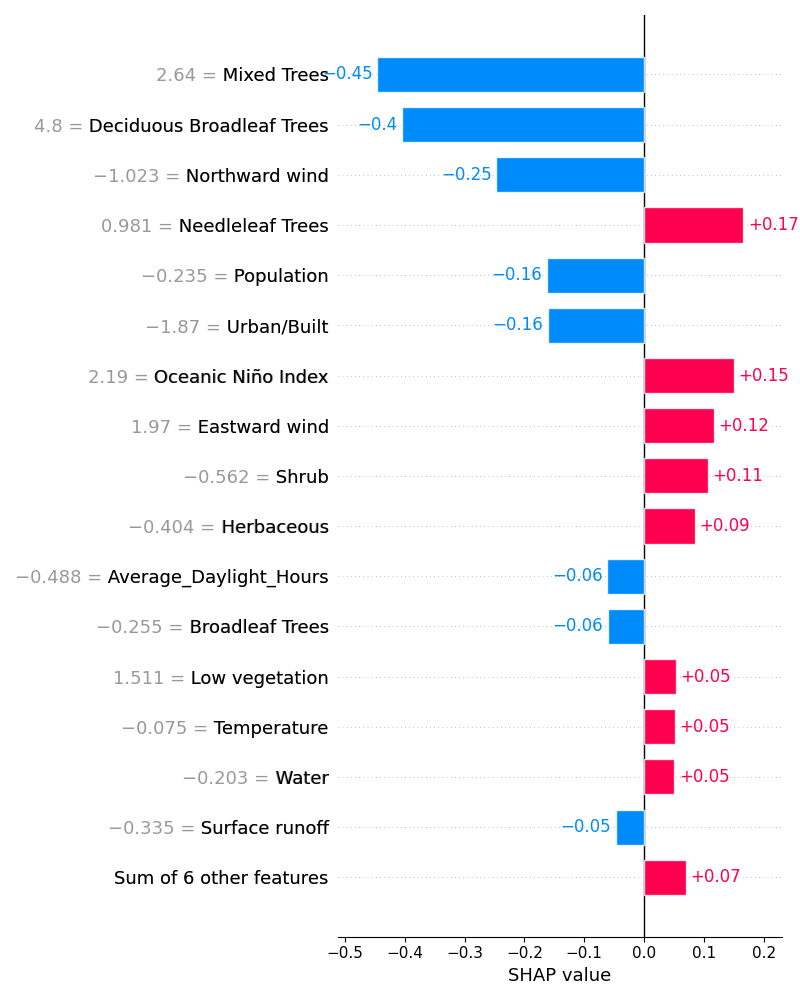 2.64 = Mixed Trees −0.45
4.8 = Deciduous Broadleaf Trees −0.4
−1.023 = Northward wind −0.25
0.981 = Needleleaf Trees +0.17
−0.235 = Population −0.16
−1.87 = Urban/Built −0.16
2.19 = Oceanic Niño Index +0.15
1.97 = Eastward wind +0.12
−0.562 = Shrub +0.11
−0.404 = Herbaceous +0.09
−0.488 = Average_Daylight_Hours −0.06
−0.255 = Broadleaf Trees −0.06
1.511 = Low vegetation +0.05
−0.075 = Temperature +0.05
−0.203 = Water +0.05
−0.335 = Surface runoff −0.05
Sum of 6 other features +0.07
−0.5 −0.4 −0.3 −0.2 −0.1 0.0 0.1 0.2
SHAP value